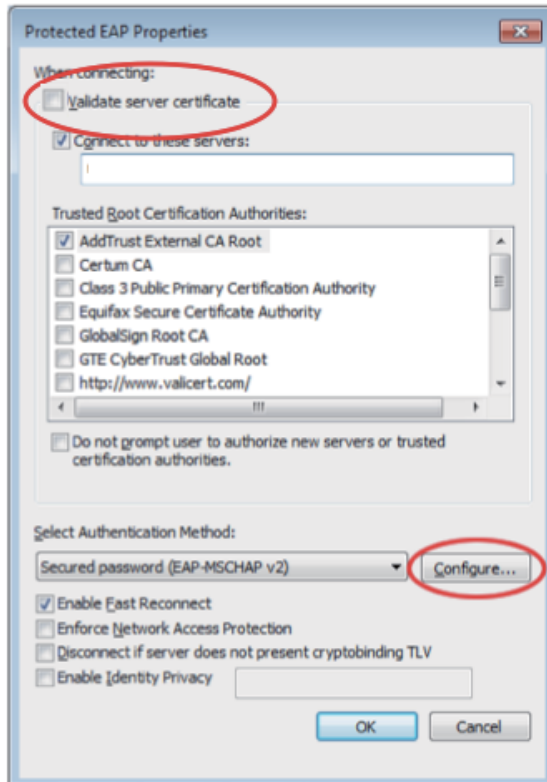 Protected EAP Properties
When connecting:
Validate server certificate
Connect to these servers:
Trusted Root Certification Authorities:
AddTrust External CA Root
Certum CA
Class 3 Public Primary Certification Authority
Equifax Secure Certificate Authority
GlobalSign Root CA
GTE CyberTrust Global Root
http://www.valicert.com/
Do not prompt user to authorize new servers or trusted
certification authorities.
Select Authentication Method:
Secured password (EAP-MSCHAP v2)
Configure...
Enable Fast Reconnect
Enforce Network Access Protection
Disconnect if server does not present cryptobinding TLV
Enable Identity Privacy
OK
Cancel